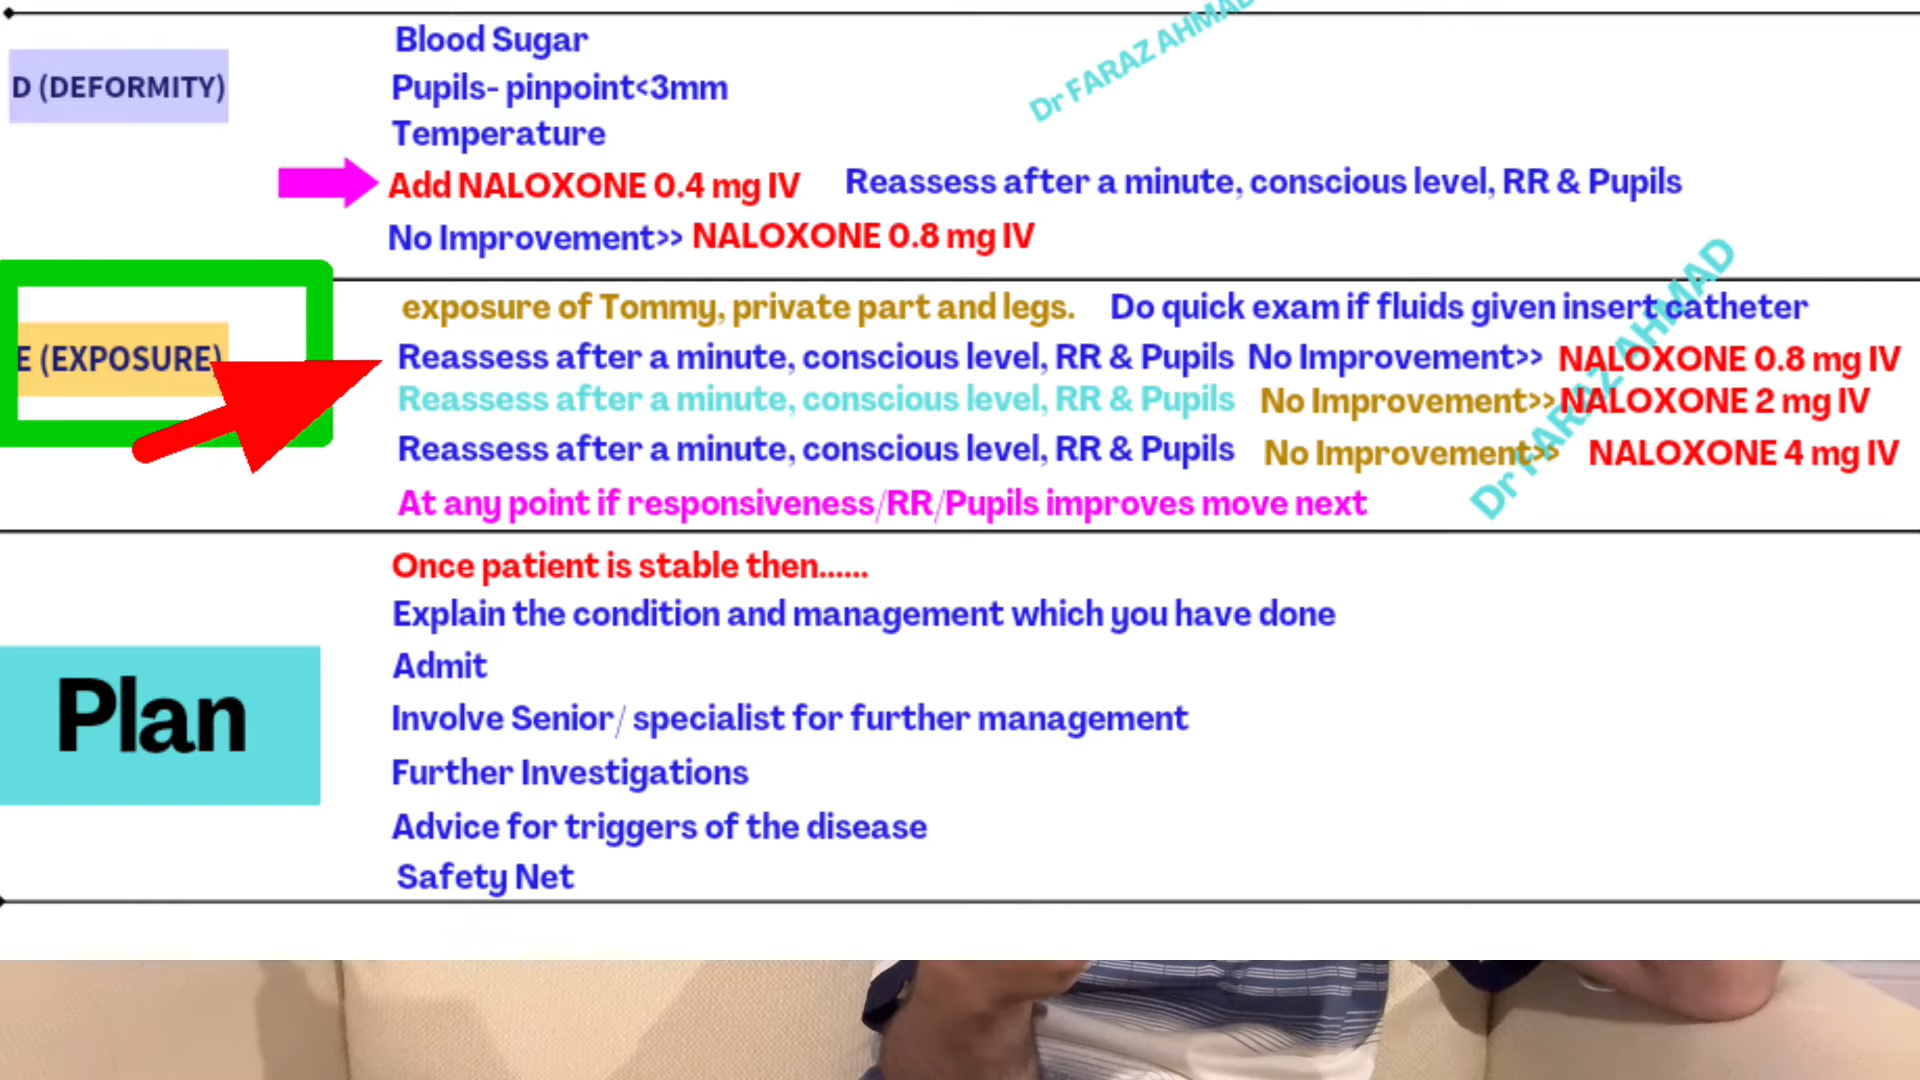 Dr FARAZ AHMAD
Blood Sugar
D (DEFORMITY)
Pupils- pinpoint<3mm
Temperature
Add NALOXONE 0.4 mg IV Reassess after a minute, conscious level, RR & Pupils
No Improvement>> NALOXONE 0.8 mg IV
Dr FARAZ AHMAD
exposure of Tommy, private part and legs. Do quick exam if fluids given insert catheter
E (EXPOSURE)
Reassess after a minute, conscious level, RR & Pupils No Improvement>> NALOXONE 0.8 mg IV
Reassess after a minute, conscious level, RR & Pupils No Improvement>> NALOXONE 2 mg IV
Reassess after a minute, conscious level, RR & Pupils No Improvement>> NALOXONE 4 mg IV
At any point if responsiveness/RR/Pupils improves move next
Once patient is stable then......
Explain the condition and management which you have done
Admit
Plan
Involve Senior/ specialist for further management
Further Investigations
Advice for triggers of the disease
Safety Net